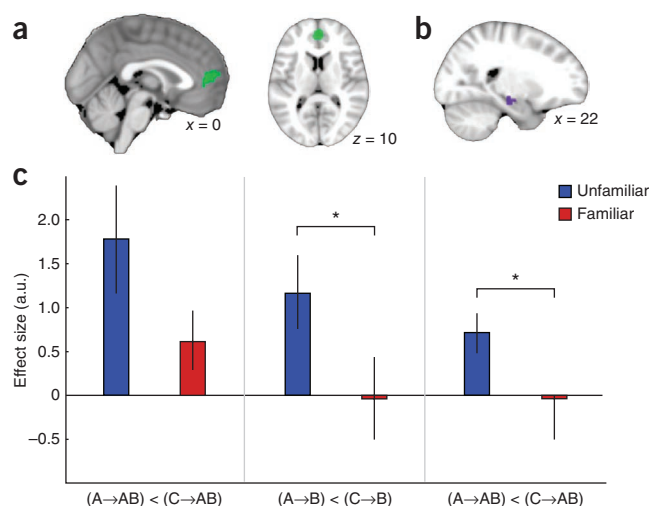 a
b
x = 0
z = 10
x = 22
c
Unfamiliar
Familiar
Effect size (a.u.)
2.0
1.5
1.0
0.5
0
–0.5
*
*
(A→AB) < (C→AB)
(A→B) < (C→B)
(A→AB) < (C→AB)